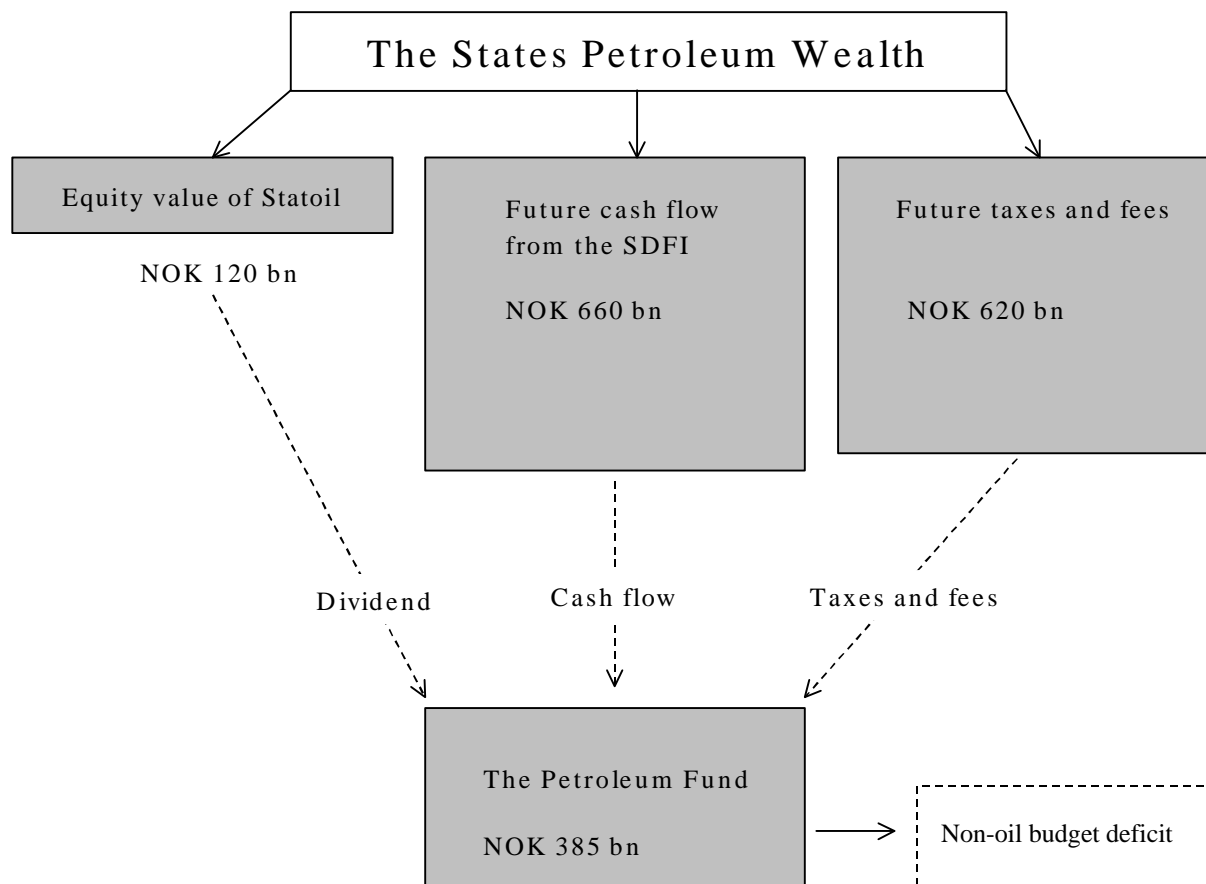 The States Petroleum Wealth
Equity value of Statoil
NOK 120 bn
Future cash flow
from the SDFI
NOK 660 bn
Future taxes and fees
NOK 620 bn
Dividend
Cash flow
Taxes and fees
The Petroleum Fund
NOK 385 bn
Non-oil budget deficit